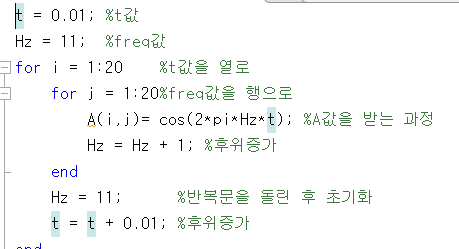 t = 0.01; %t값
Hz = 11;  %freq값
for i = 1:20    %t값을 열로
    for j = 1:20%freq값을 행으로
        A(i,j)= cos(2*pi*Hz*t); %A값을 받는 과정
        Hz = Hz + 1; %후위증가
    end
    Hz = 11;      %반복문을 돌린 후 초기화
    t = t + 0.01; %후위증가
end